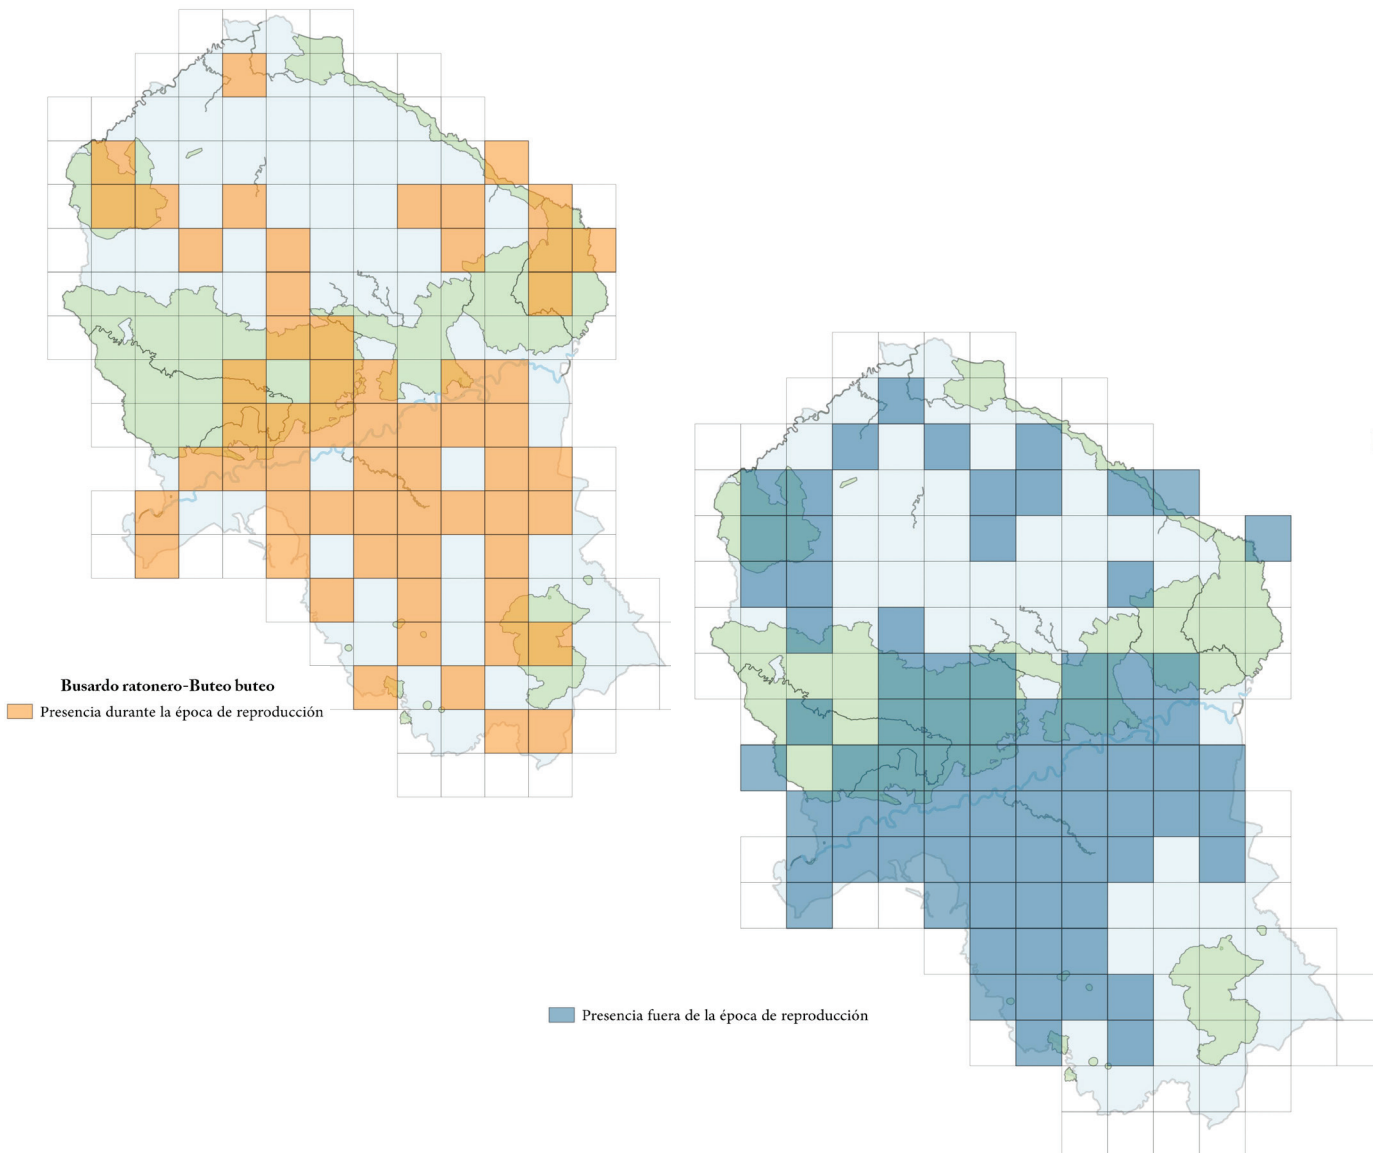 Busardo ratonero-Buteo buteo
Presencia durante la época de reproducción
Presencia fuera de la época de reproducción